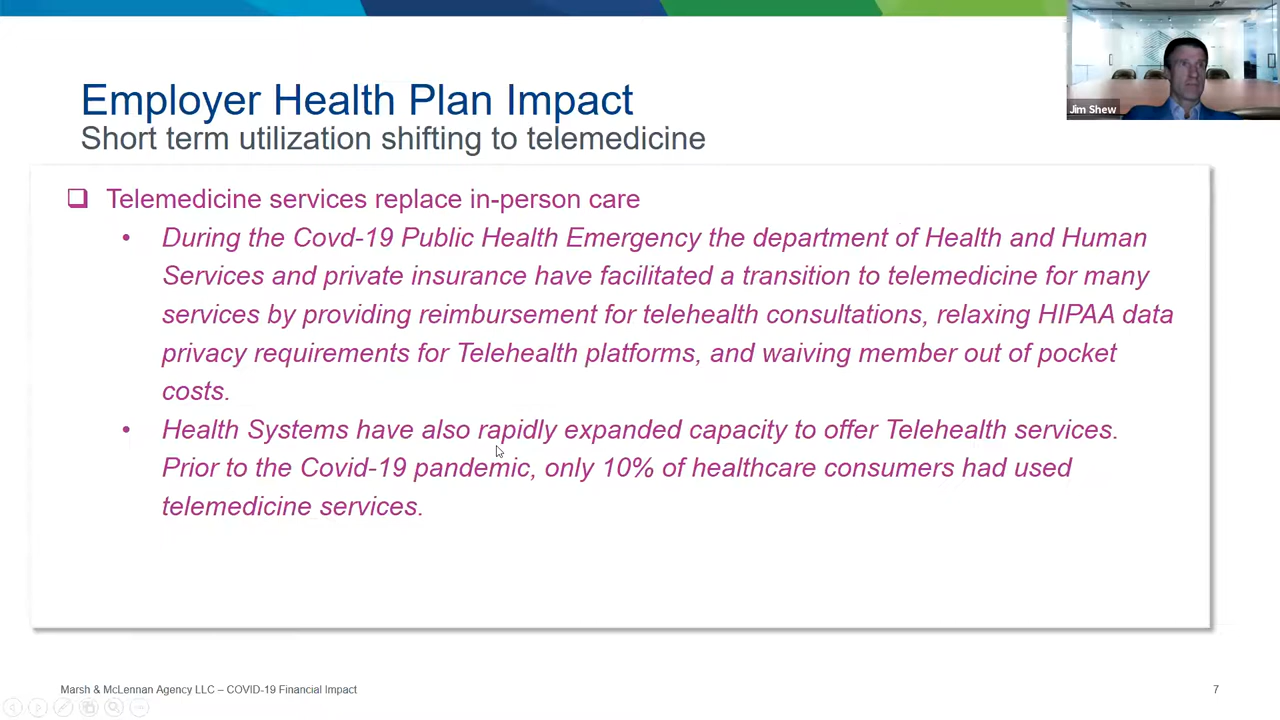 Jim Shew
Employer Health Plan Impact
Short term utilization shifting to telemedicine
Telemedicine services replace in-person care
• During the Covd-19 Public Health Emergency the department of Health and Human
Services and private insurance have facilitated a transition to telemedicine for many
services by providing reimbursement for telehealth consultations, relaxing HIPAA data
privacy requirements for Telehealth platforms, and waiving member out of pocket
costs.
• Health Systems have also rapidly expanded capacity to offer Telehealth services.
Prior to the Covid-19 pandemic, only 10% of healthcare consumers had used
telemedicine services.
Marsh & McLennan Agency LLC – COVID-19 Financial Impact
7